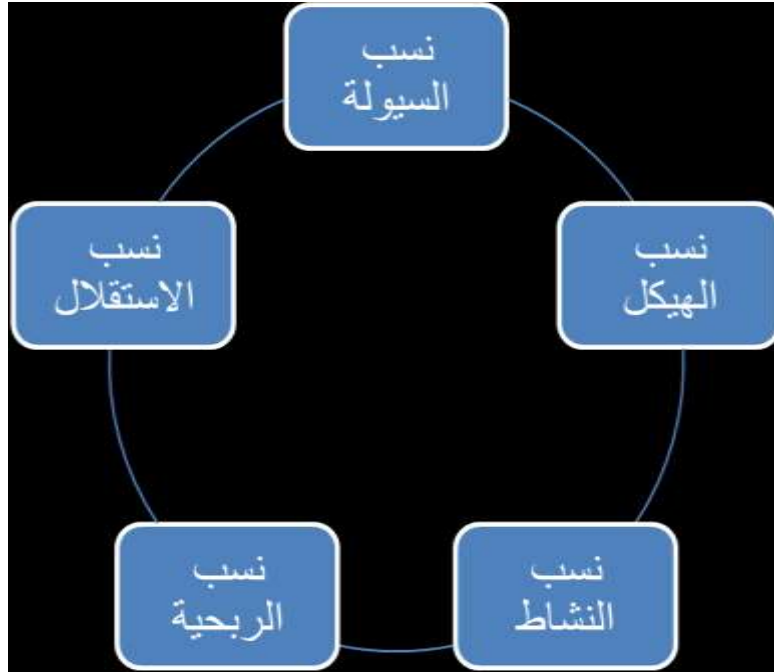 نسب
السيولة
نسب
الهيكل
نسب
النشاط
نسب
الربحية
نسب
الاستقلال